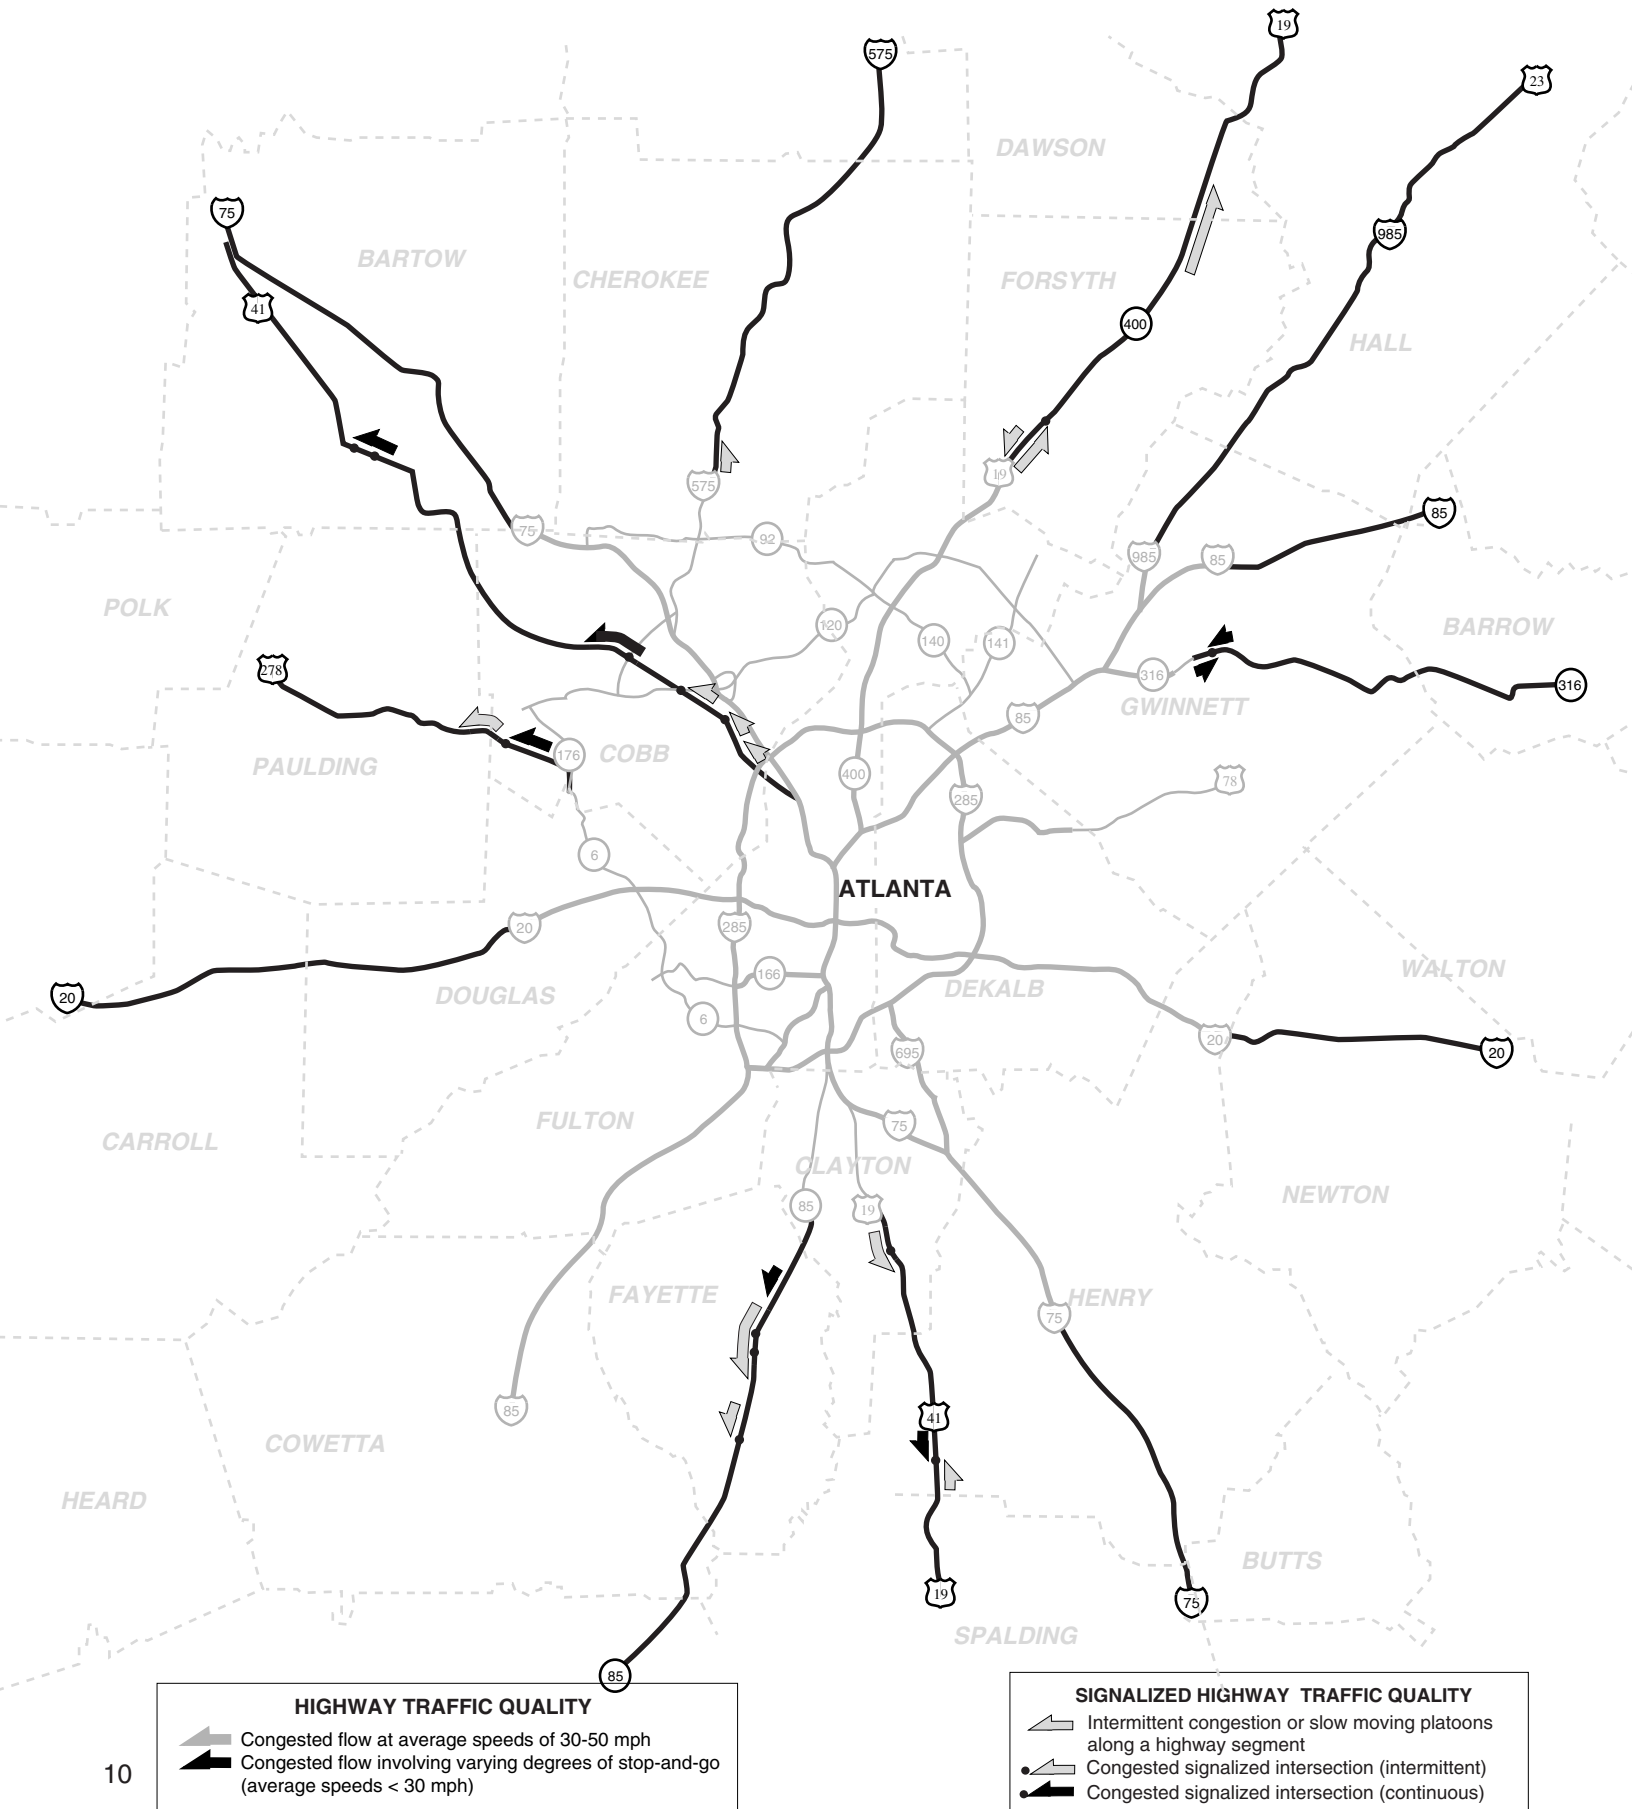 19
575
23
DAWSON
75
985
BARTOW
CHEROKEE
FORSYTH
41
400
HALL
19
575
85
75
92
985
85
POLK
120
140
141
BARROW
278
316
316
GWINNETT
85
176
COBB
PAULDING
400
78
285
6
ATLANTA
20
285
166
WALTON
20
DOUGLAS
DEKALB
6
20
695
20
FULTON
75
CARROLL
CLAYTON
NEWTON
85
19
FAYETTE
HENRY
75
85
41
COWETTA
HEARD
BUTTS
19
75
SPALDING
85
HIGHWAY TRAFFIC QUALITY
Congested flow at average speeds of 30-50 mph
Congested flow involving varying degrees of stop-and-go
(average speeds < 30 mph)
SIGNALIZED HIGHWAY TRAFFIC QUALITY
Intermittent congestion or slow moving platoons
along a highway segment
Congested signalized intersection (intermittent)
Congested signalized intersection (continuous)
10